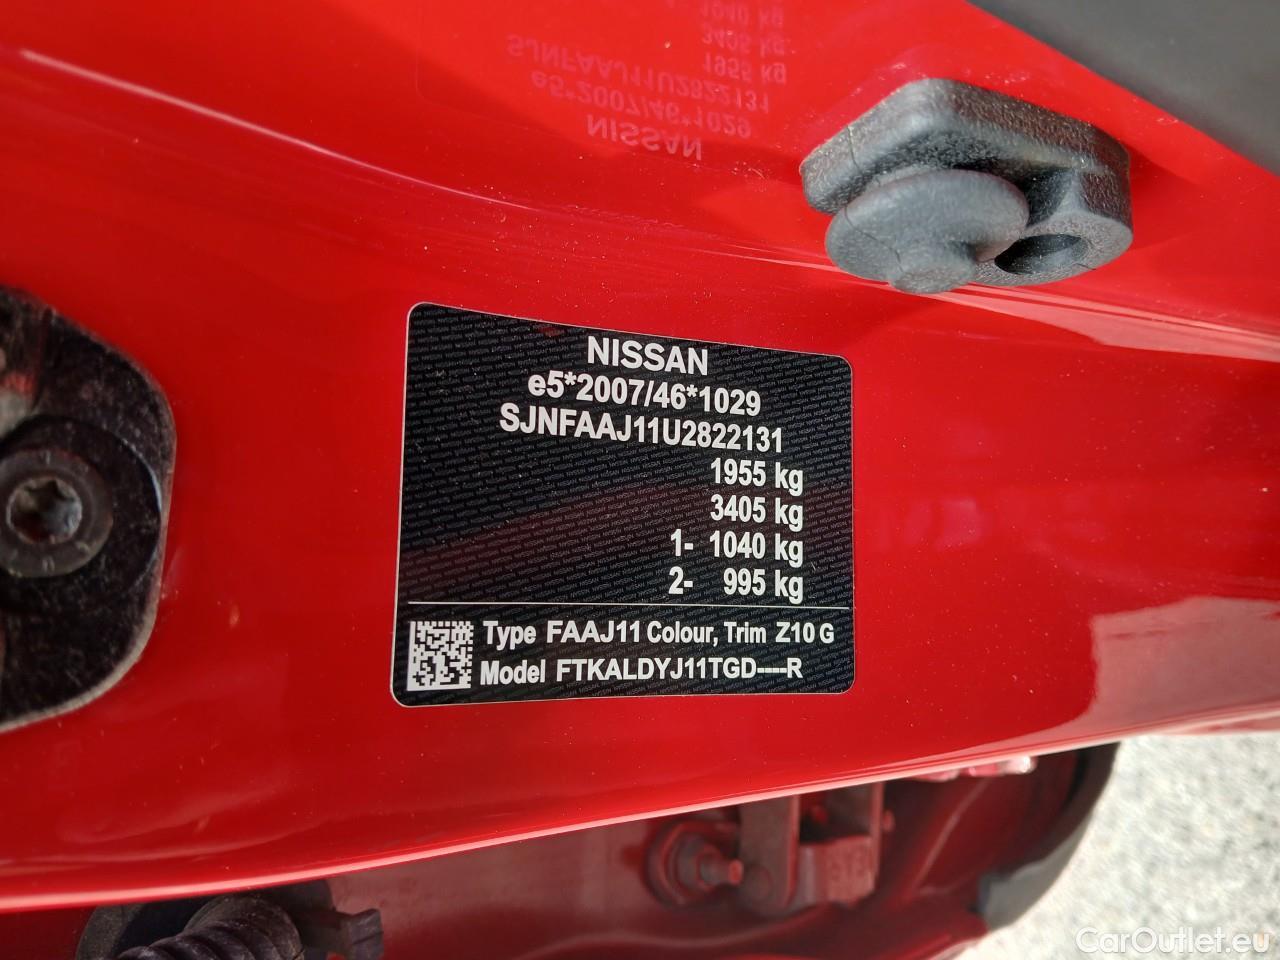 NISSAN
e5*2007/46*1029
SJNFAAJ11U2822131
1955 kg
3405 kg
1- 1040 kg
2- 995 kg
Type FAAJ11 Colour, Trim Z10 G
Model FTKALDYJ11TGD----R
CarOutlet.eu